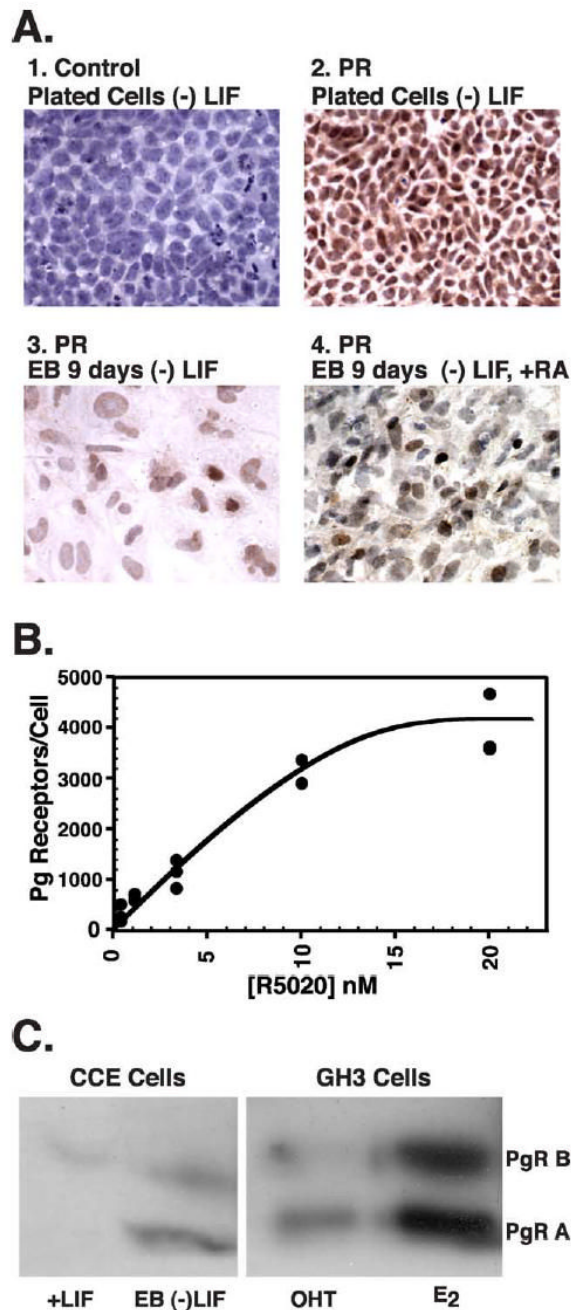 A.
1. Control
Plated Cells (-) LIF
2. PR
Plated Cells (-) LIF
3. PR
EB 9 days (-) LIF
4. PR
EB 9 days (-) LIF, +RA
B.
5000
4000
3000
2000
1000
0
Pg Receptors/Cell
0 5 10 15 20
[R5020] nM
C.
CCE Cells GH3 Cells
PgR B
PgR A
+LIF EB (-)LIF OHT E2